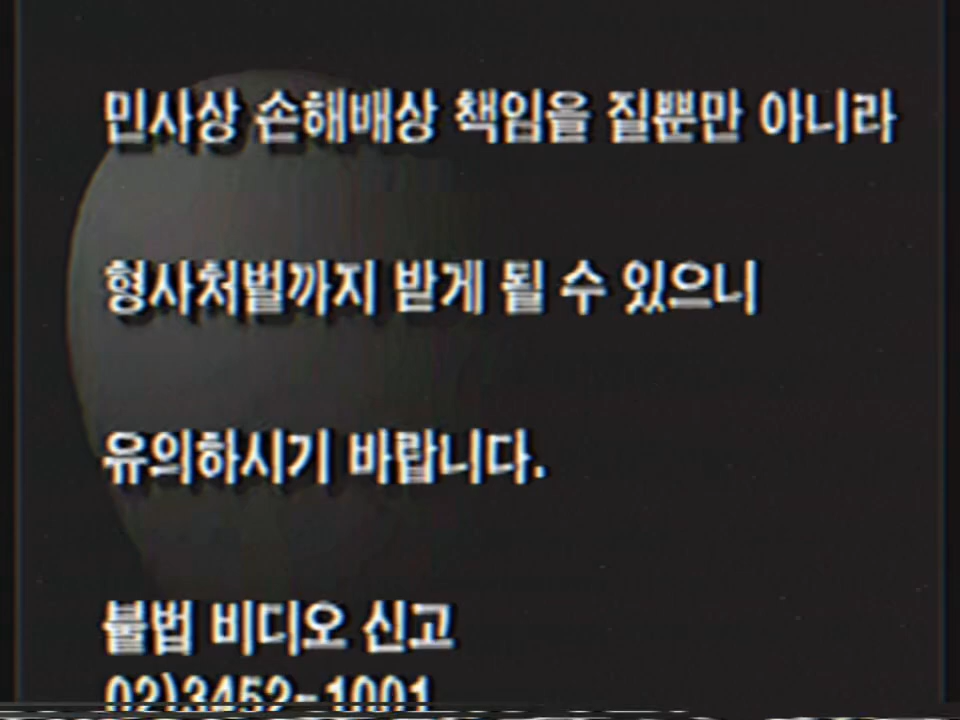 민사상 손해배상 책임을 질뿐만 아니라
형사처벌까지 받게 될 수 있으니
유의하시기 바랍니다.
불법 비디오 신고
02)3452-1001